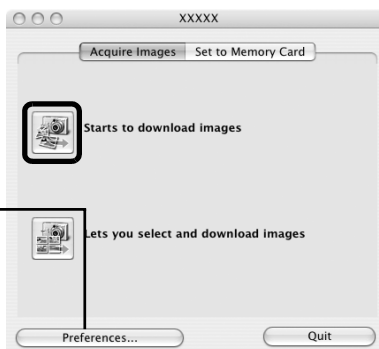 XXXXX
Acquire Images Set to Memory Card
Starts to download images
Lets you select and download images
Preferences... Quit